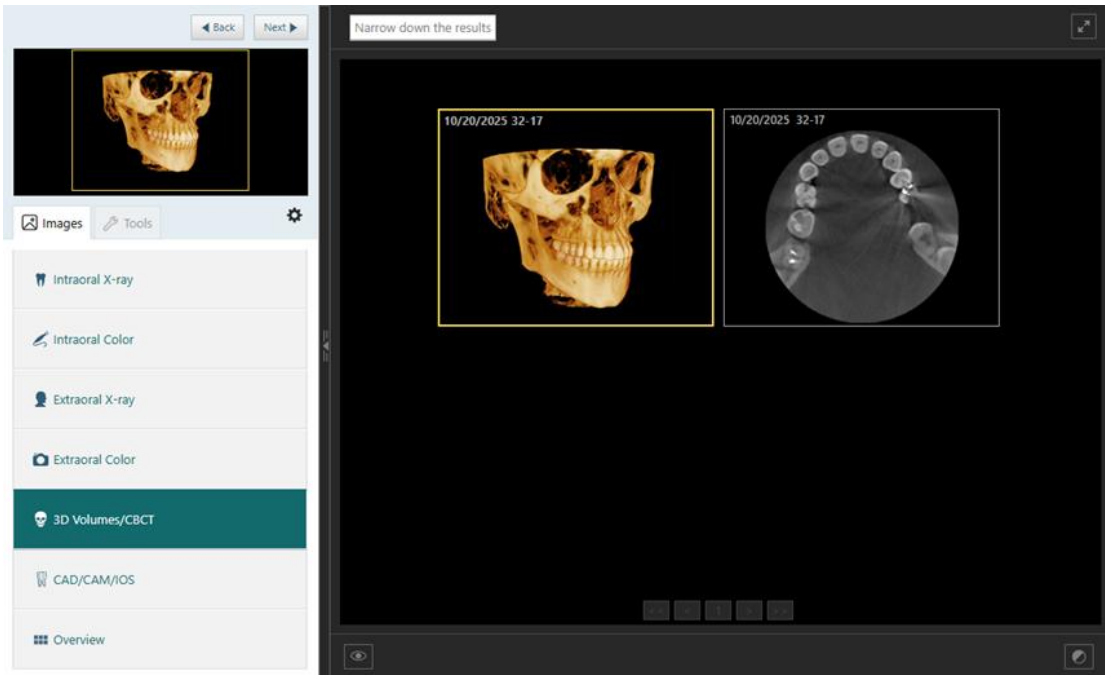 Back
Next
Images
Tools
Intraoral X-ray
Intraoral Color
Extraoral X-ray
Extraoral Color
3D Volumes/CBCT
CAD/CAM/IOS
Overview
Narrow down the results
10/20/2025 32-17
10/20/2025 32-17
<< < 1 > >>